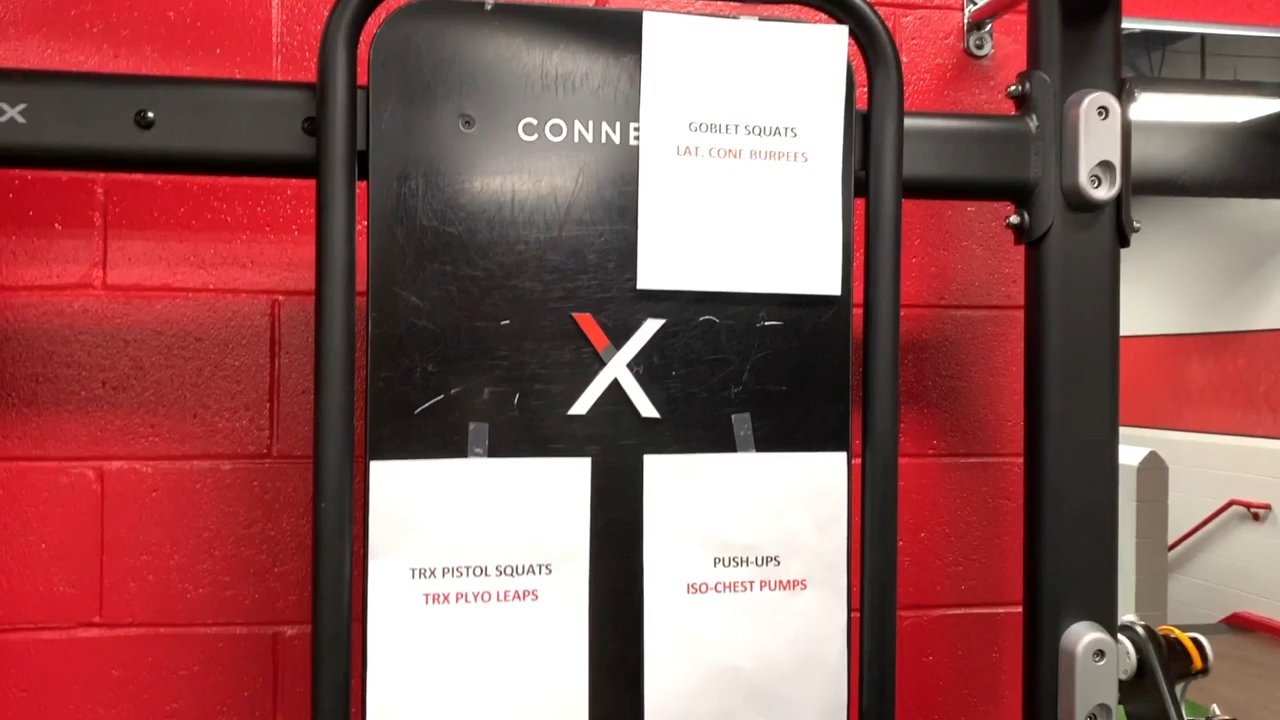 X
CONNE
GOBLET SQUATS
LAT. CONE BURPEES
X
TRX PISTOL SQUATS
TRX PLYO LEAPS
PUSH-UPS
ISO-CHEST PUMPS